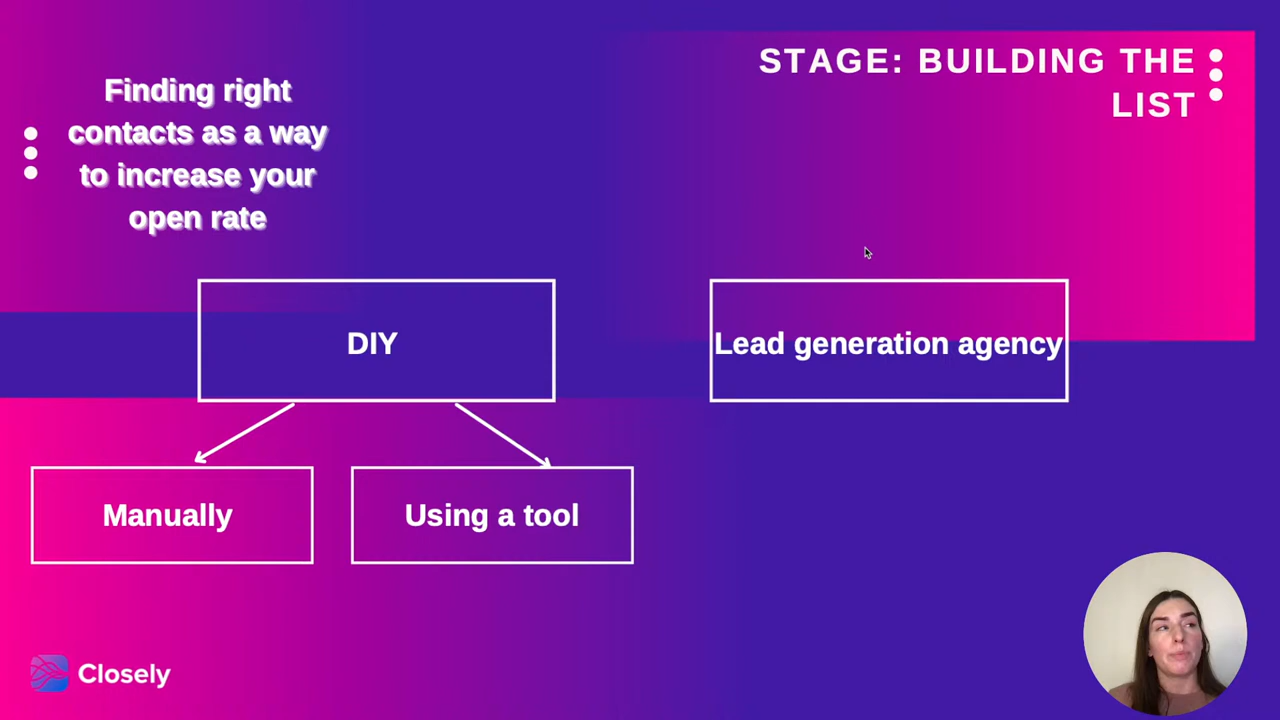 Finding right
contacts as a way
to increase your
open rate
STAGE: BUILDING THE
LIST
DIY
Lead generation agency
Manually
Using a tool
Closely